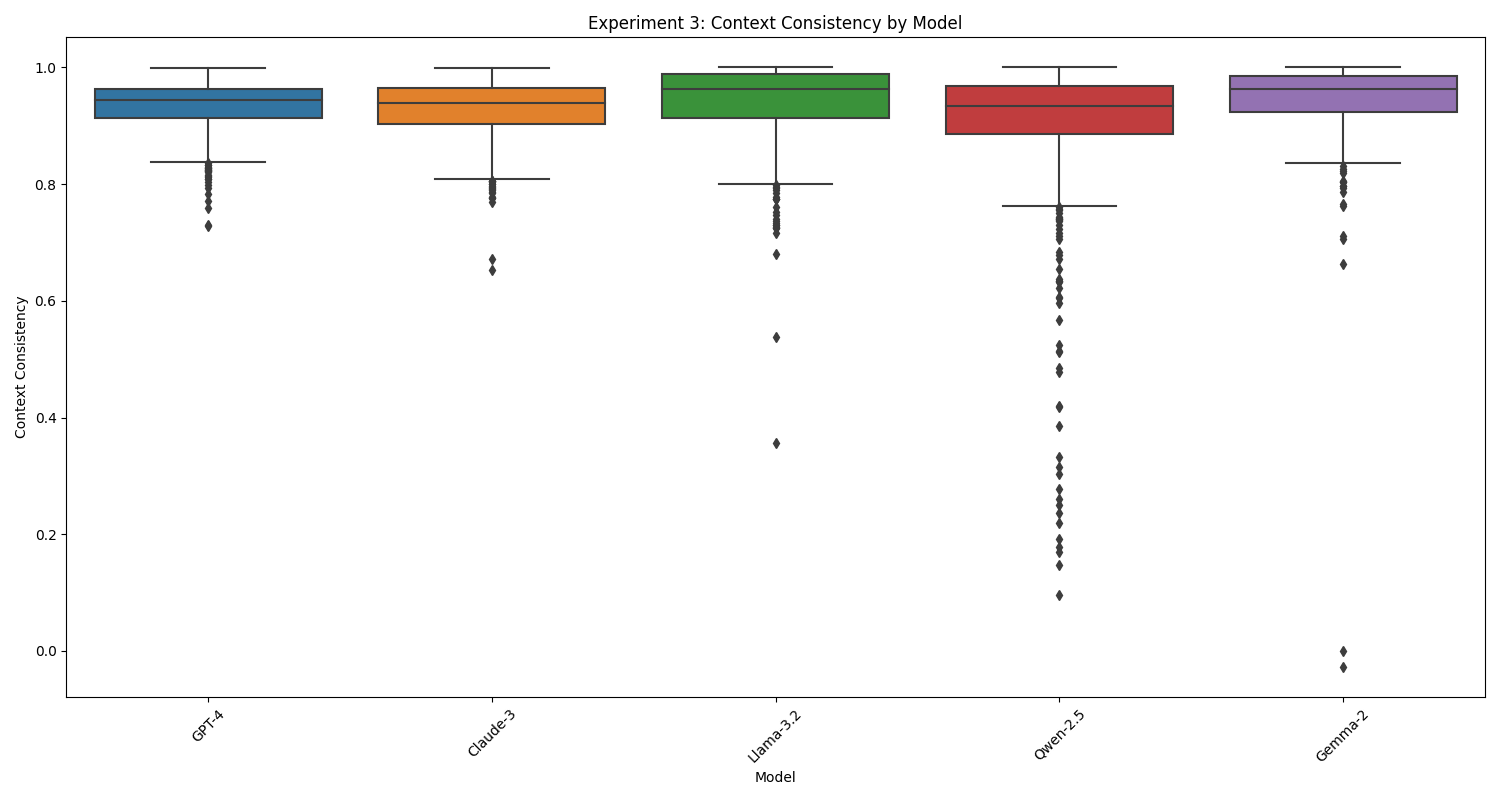 Experiment 3: Context Consistency by Model
1.0
0.8
0.6
0.4
0.2
0.0
Context Consistency
GPT-4
Claude-3
Llama-3.2
Qwen-2.5
Gemma-2
Model